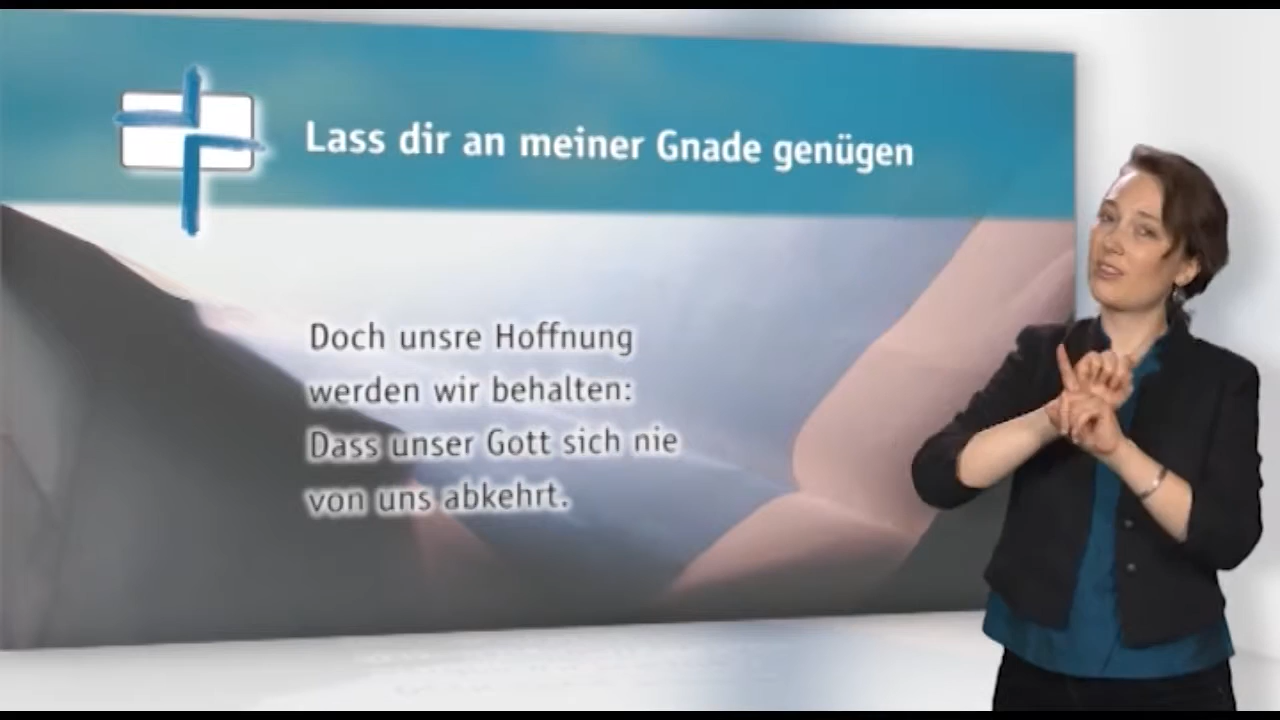 Lass dir an meiner Gnade genügen
Doch unsre Hoffnung
werden wir behalten:
Dass unser Gott sich nie
von uns abkehrt.